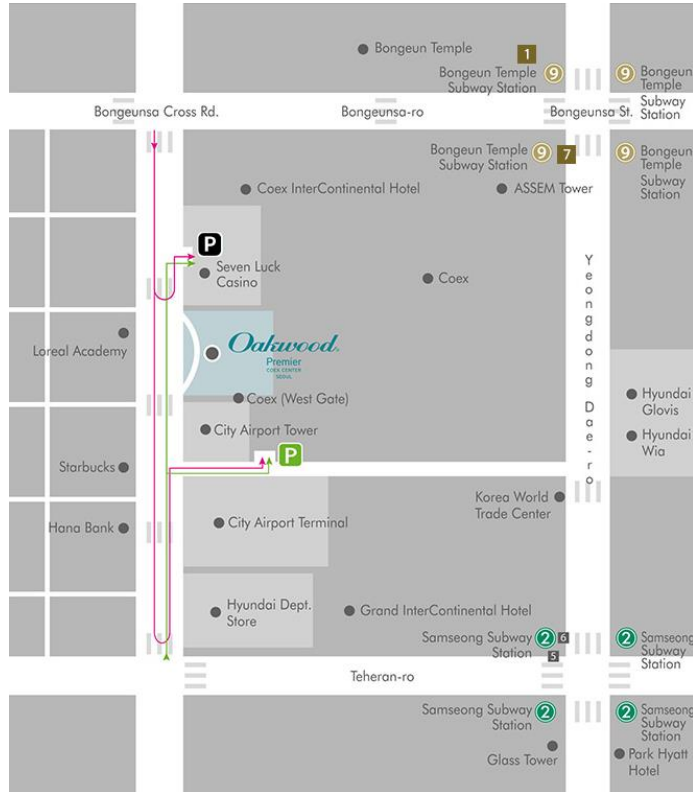 Bongeun Temple
1
Bongeun Temple
Subway Station
9
9
Bongeun
Temple
Subway
Station
Bongeunsa Cross Rd.
Bongeunsa-ro
Bongeunsa St.
Bongeun Temple
Subway Station
9
7
9
Bongeun
Temple
Subway
Station
Coex InterContinental Hotel
ASSEM Tower
P
Seven Luck
Casino
Coex
Yeongdong Dae-ro
Loreal Academy
Oakwood
Premier
COEX CENTER
SEOUL
Coex (West Gate)
Hyundai
Glovis
City Airport Tower
Hyundai
Wia
P
Starbucks
Korea World
Trade Center
City Airport Terminal
Hana Bank
Hyundai Dept.
Store
Grand InterContinental Hotel
Samseong Subway
Station
2
6
5
2
Samseong
Subway
Station
Teheran-ro
Samseong Subway
Station
2
2
Samseong
Subway
Station
Glass Tower
Park Hyatt
Hotel